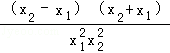 (x₂ − x₁) (x₂+x₁)
x₁²x₂²